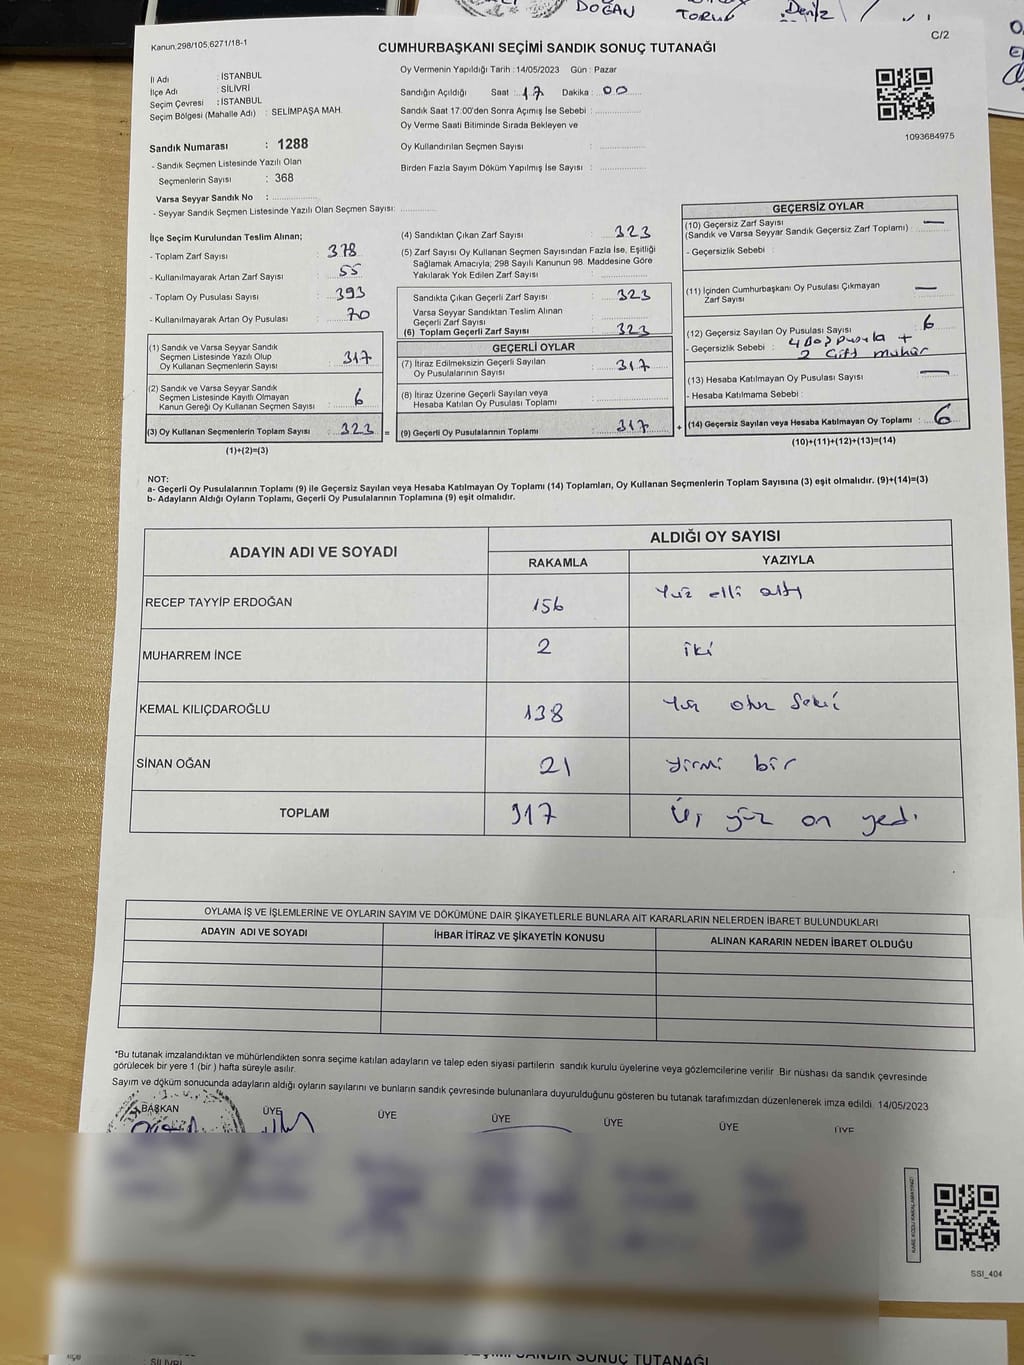 DOĞAN
TORUN
Deniz
Kanun,298/105,6271/18-1
C/2
CUMHURBAŞKANI SEÇİMİ SANDIK SONUÇ TUTANAĞI
İl Adı : İSTANBUL
İlçe Adı : SİLİVRİ
Seçim Çevresi : İSTANBUL
Seçim Bölgesi (Mahalle Adı) : SELİMPAŞA MAH.
Oy Vermenin Yapıldığı Tarih : 14/05/2023 Gün : Pazar
Sandığın Açıldığı Saat : 17 Dakika : 00
Sandık Saat 17:00'den Sonra Açımış İse Sebebi :
Oy Verme Saati Bitiminde Sırada Bekleyen ve
Oy Kullandırılan Seçmen Sayısı :
Birden Fazla Sayım Döküm Yapılmış İse Sayısı :
1093684975
Sandık Numarası : 1288
- Sandık Seçmen Listesinde Yazılı Olan
Seçmenlerin Sayısı : 368
Varsa Seyyar Sandık No :
- Seyyar Sandık Seçmen Listesinde Yazılı Olan Seçmen Sayısı:
İlçe Seçim Kurulundan Teslim Alınan;
- Toplam Zarf Sayısı : 378
- Kullanılmayarak Artan Zarf Sayısı : 55
- Toplam Oy Pusulası Sayısı : 393
- Kullanılmayarak Artan Oy Pusulası : 70
(1) Sandık ve Varsa Seyyar Sandık
Seçmen Listesinde Yazılı Olup
Oy Kullanan Seçmenlerin Sayısı : 317
(2) Sandık ve Varsa Seyyar Sandık
Seçmen Listesinde Kayıtlı Olmayan
Kanun Gereği Oy Kullanan Seçmen Sayısı : 6
(3) Oy Kullanan Seçmenlerin Toplam Sayısı : 323 =
(1)+(2)=(3)
(4) Sandıktan Çıkan Zarf Sayısı : 323
(5) Zarf Sayısı Oy Kullanan Seçmen Sayısından Fazla İse, Eşitliği
Sağlamak Amacıyla; 298 Sayılı Kanunun 98. Maddesine Göre
Yakılarak Yok Edilen Zarf Sayısı :
Sandıkta Çıkan Geçerli Zarf Sayısı : 323
Varsa Seyyar Sandıktan Teslim Alınan
Geçerli Zarf Sayısı :
(6) Toplam Geçerli Zarf Sayısı : 323
GEÇERLİ OYLAR
(7) İtiraz Edilmeksizin Geçerli Sayılan
Oy Pusulalarının Sayısı : 317
(8) İtiraz Üzerine Geçerli Sayılan veya
Hesaba Katılan Oy Pusulası Toplamı :
(9) Geçerli Oy Pusulalarının Toplamı : 317 +
GEÇERSİZ OYLAR
(10) Geçersiz Zarf Sayısı
(Sandık ve Varsa Seyyar Sandık Geçersiz Zarf Toplamı) : —
- Geçersizlik Sebebi :
(11) İçinden Cumhurbaşkanı Oy Pusulası Çıkmayan
Zarf Sayısı : —
(12) Geçersiz Sayılan Oy Pusulası Sayısı : 6
- Geçersizlik Sebebi : 4 Boş pusula +
2 Çift mühür
(13) Hesaba Katılmayan Oy Pusulası Sayısı : —
- Hesaba Katılmama Sebebi :
(14) Geçersiz Sayılan veya Hesaba Katılmayan Oy Toplamı : 6
(10)+(11)+(12)+(13)=(14)
NOT:
a- Geçerli Oy Pusulalarının Toplamı (9) ile Geçersiz Sayılan veya Hesaba Katılmayan Oy Toplamı (14) Toplamları, Oy Kullanan Seçmenlerin Toplam Sayısına (3) eşit olmalıdır. (9)+(14)=(3)
b- Adayların Aldığı Oyların Toplamı, Geçerli Oy Pusulalarının Toplamına (9) eşit olmalıdır.
ADAYIN ADI VE SOYADI
ALDIĞI OY SAYISI
RAKAMLA YAZIYLA
RECEP TAYYİP ERDOĞAN 156 Yüz elli altı
MUHARREM İNCE 2 iki
KEMAL KILIÇDAROĞLU 138 Yüz otuz sekiz
SİNAN OĞAN 21 yirmi bir
TOPLAM 317 Üç yüz on yedi
OYLAMA İŞ VE İŞLEMLERİNE VE OYLARIN SAYIM VE DÖKÜMÜNE DAİR ŞİKAYETLERLE BUNLARA AİT KARARLARIN NELERDEN İBARET BULUNDUKLARI
ADAYIN ADI VE SOYADI İHBAR İTİRAZ VE ŞİKAYETİN KONUSU ALINAN KARARIN NEDEN İBARET OLDUĞU
*Bu tutanak imzalandıktan ve mühürlendikten sonra seçime katılan adayların ve talep eden siyasi partilerin sandık kurulu üyelerine veya gözlemcilerine verilir. Bir nüshası da sandık çevresinde
görülecek bir yere 1 (bir) hafta süreyle asılır.
Sayım ve döküm sonucunda adayların aldığı oyların sayılarını ve bunların sandık çevresinde bulunanlara duyurulduğunu gösteren bu tutanak tarafımızdan düzenlenerek imza edildi. 14/05/2023
BAŞKAN ÜYE ÜYE ÜYE ÜYE ÜYE ÜYE
SSI_404
İlçe : SİLİVRİ
SEÇİMİ SANDIK SONUÇ TUTANAĞI